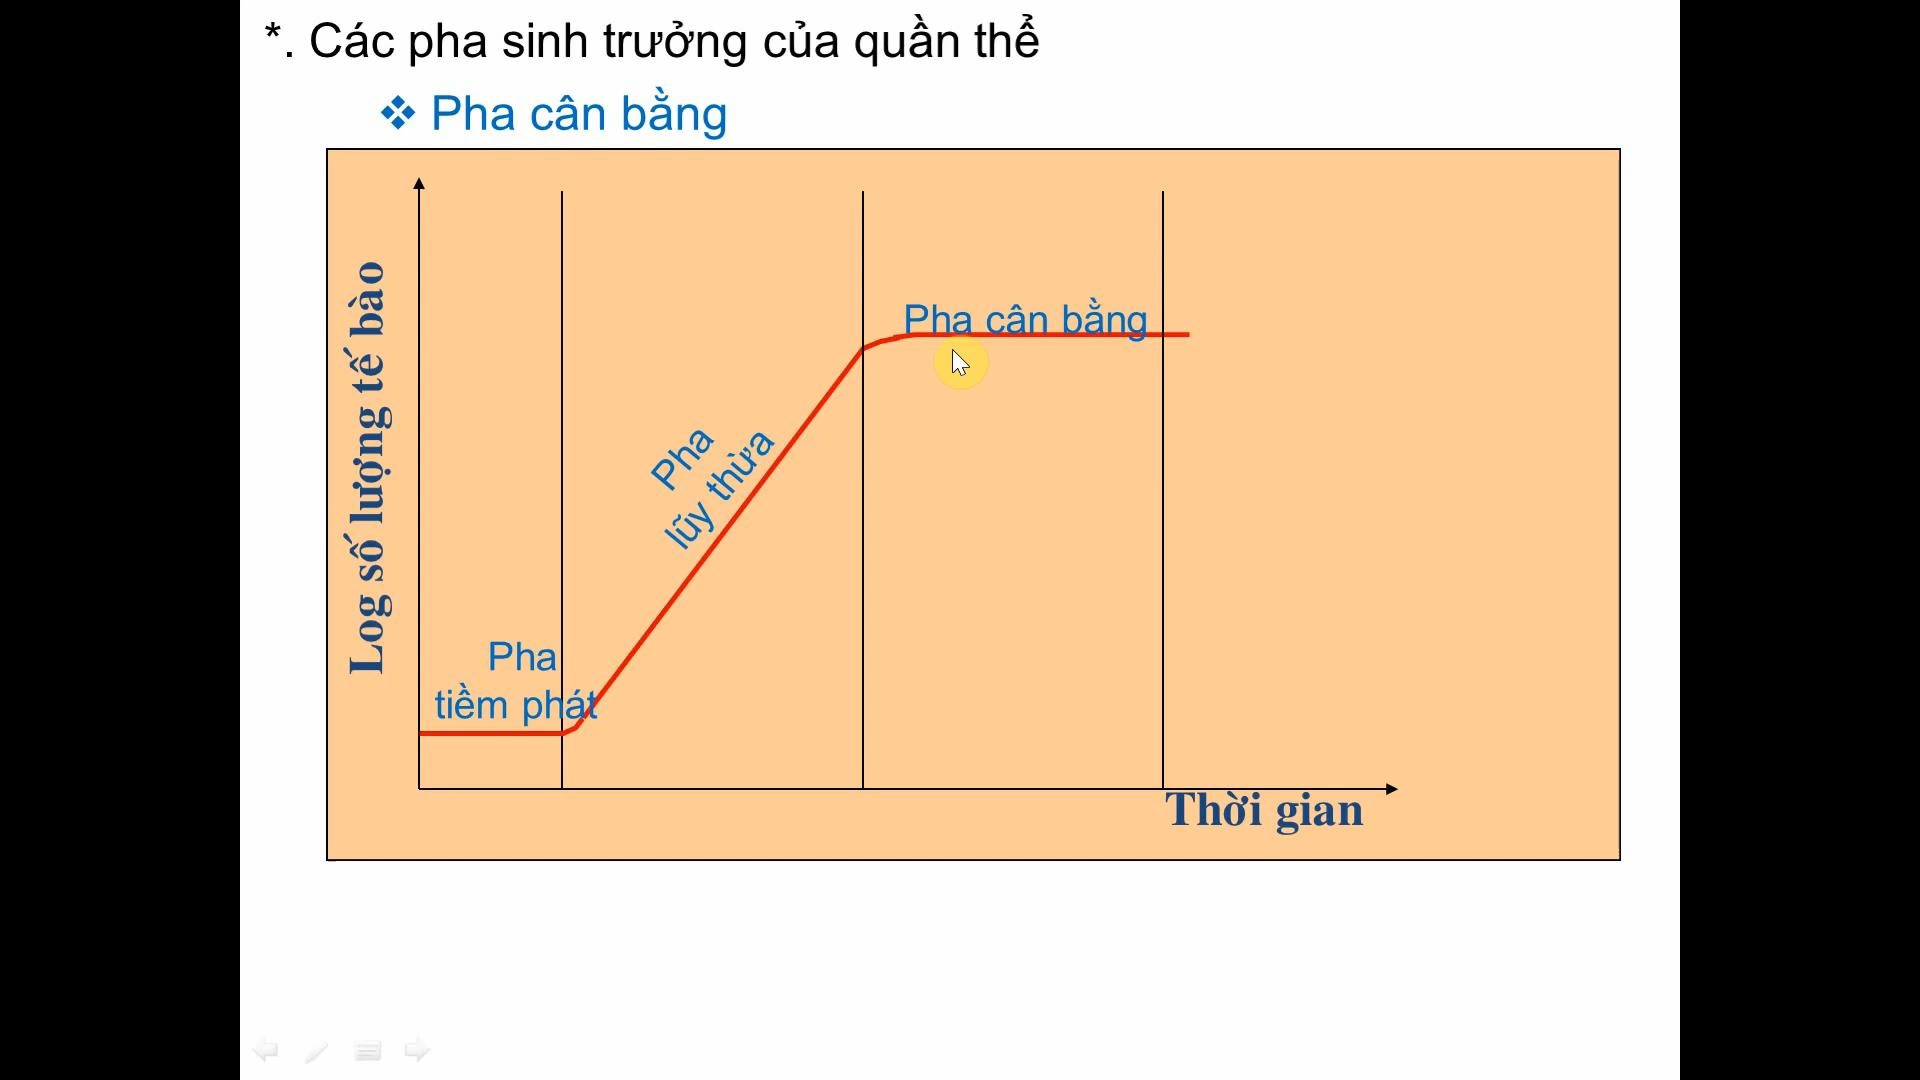 *. Các pha sinh trưởng của quần thể
❖ Pha cân bằng
Log số lượng tế bào
Pha cân bằng
Pha
lũy thừa
Pha
tiềm phát
Thời gian